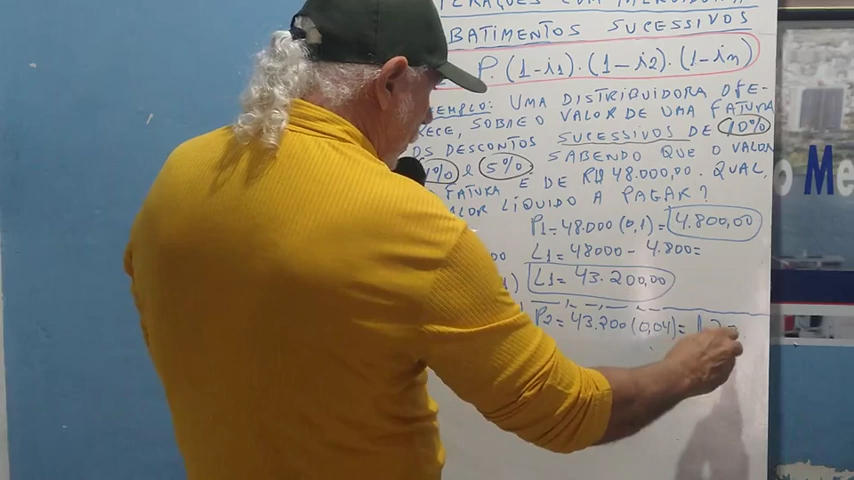 ABATIMENTOS SUCESSIVOS
P.(1-i1).(1-i2).(1-in)
EXEMPLO: UMA DISTRIBUIDORA OFE-
RECE, SOBRE O VALOR DE UMA FATURA
OS DESCONTOS SUCESSIVOS DE 10%
4% e 5% SABENDO QUE O VALOR
FATURA É DE R$48.000,00. QUAL,
VALOR LÍQUIDO A PAGAR?
P1=48.000(0,1)=4.800,00
L1=48000-4.800=
L1=43.200,00
P2=43.200(0,04)=
o Me